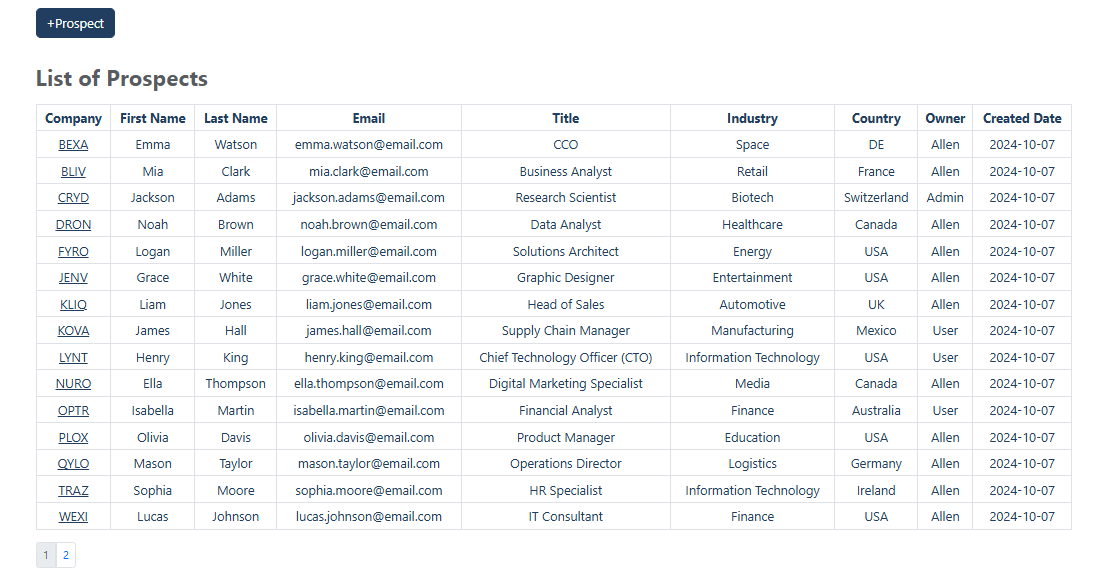 +Prospect
List of Prospects
Company First Name Last Name Email Title Industry Country Owner Created Date
BEXA Emma Watson emma.watson@email.com CCO Space DE Allen 2024-10-07
BLIV Mia Clark mia.clark@email.com Business Analyst Retail France Allen 2024-10-07
CRYD Jackson Adams jackson.adams@email.com Research Scientist Biotech Switzerland Admin 2024-10-07
DRON Noah Brown noah.brown@email.com Data Analyst Healthcare Canada Allen 2024-10-07
FYRO Logan Miller logan.miller@email.com Solutions Architect Energy USA Allen 2024-10-07
JENV Grace White grace.white@email.com Graphic Designer Entertainment USA Allen 2024-10-07
KLIQ Liam Jones liam.jones@email.com Head of Sales Automotive UK Allen 2024-10-07
KOVA James Hall james.hall@email.com Supply Chain Manager Manufacturing Mexico User 2024-10-07
LYNT Henry King henry.king@email.com Chief Technology Officer (CTO) Information Technology USA User 2024-10-07
NURO Ella Thompson ella.thompson@email.com Digital Marketing Specialist Media Canada Allen 2024-10-07
OPTR Isabella Martin isabella.martin@email.com Financial Analyst Finance Australia User 2024-10-07
PLOX Olivia Davis olivia.davis@email.com Product Manager Education USA Allen 2024-10-07
QYLO Mason Taylor mason.taylor@email.com Operations Director Logistics Germany Allen 2024-10-07
TRAZ Sophia Moore sophia.moore@email.com HR Specialist Information Technology Ireland Allen 2024-10-07
WEXI Lucas Johnson lucas.johnson@email.com IT Consultant Finance USA Allen 2024-10-07
1 2